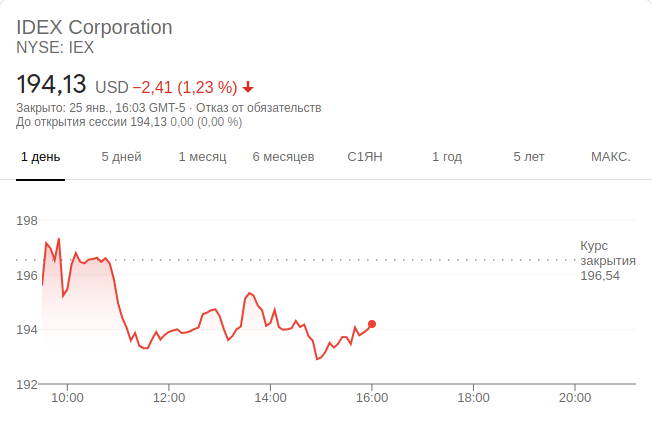 IDEX Corporation
NYSE: IEX
194,13 USD −2,41 (1,23 %)
Закрыто: 25 янв., 16:03 GMT-5 · Отказ от обязательств
До открытия сессии 194,13 0,00 (0,00 %)
1 день 5 дней 1 месяц 6 месяцев С1ЯН 1 год 5 лет МАКС.
198
Курс
закрытия
196,54
196
194
192
10:00 12:00 14:00 16:00 18:00 20:00